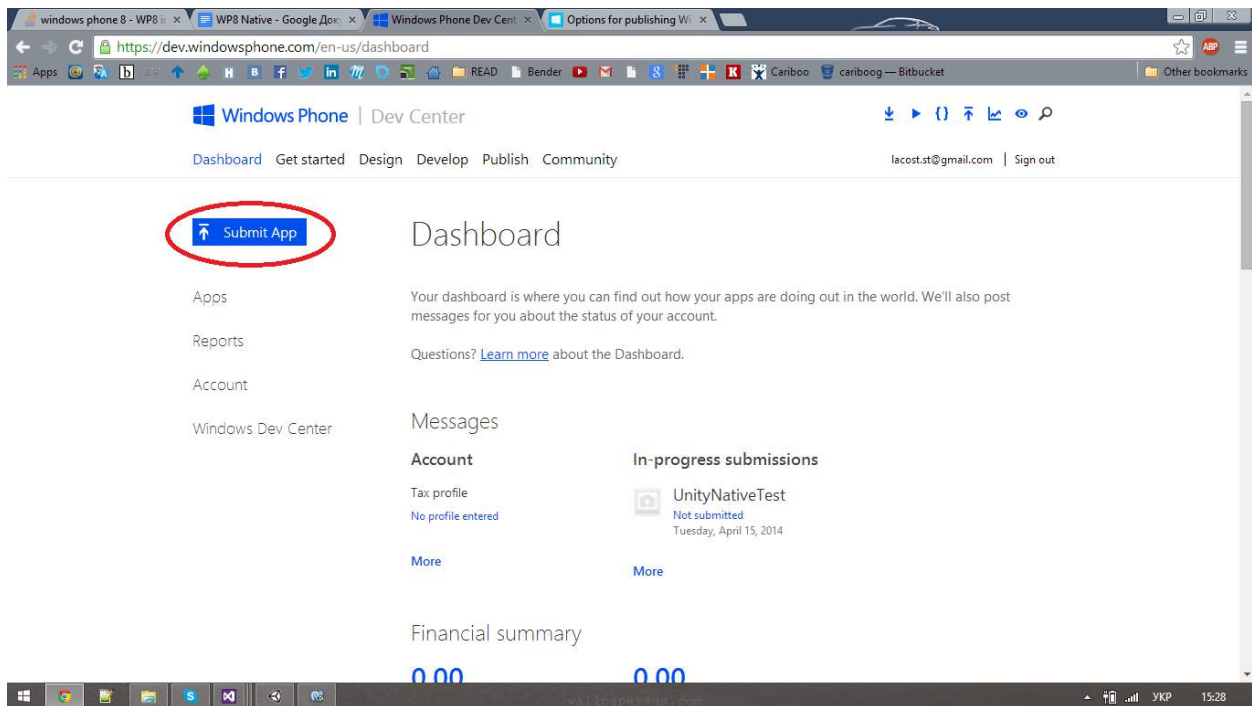 windows phone 8 - WP8 i
WP8 Native - Google Док
Windows Phone Dev Cent
Options for publishing Wi
https://dev.windowsphone.com/en-us/dashboard
ABP
Apps
READ
Bender
Cariboo
cariboog — Bitbucket
Other bookmarks
Windows Phone | Dev Center
Dashboard Get started Design Develop Publish Community
lacost.st@gmail.com | Sign out
Submit App
Dashboard
Apps
Your dashboard is where you can find out how your apps are doing out in the world. We'll also post
messages for you about the status of your account.
Reports
Questions? Learn more about the Dashboard.
Account
Windows Dev Center
Messages
Account
In-progress submissions
Tax profile
No profile entered
UnityNativeTest
Not submitted
Tuesday, April 15, 2014
More
More
Financial summary
0.00
0.00
УКР
15:28